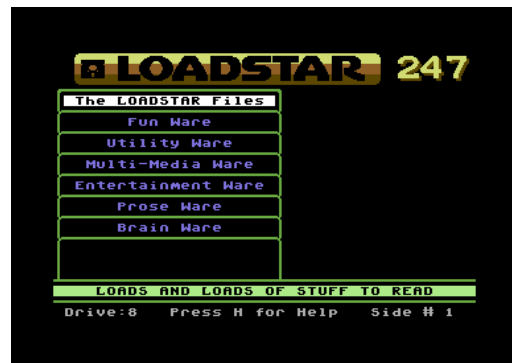 LOADSTAR 247
The LOADSTAR Files
Fun Ware
Utility Ware
Multi-Media Ware
Entertainment Ware
Prose Ware
Brain Ware
LOADS AND LOADS OF STUFF TO READ
Drive:8 Press H for Help Side # 1